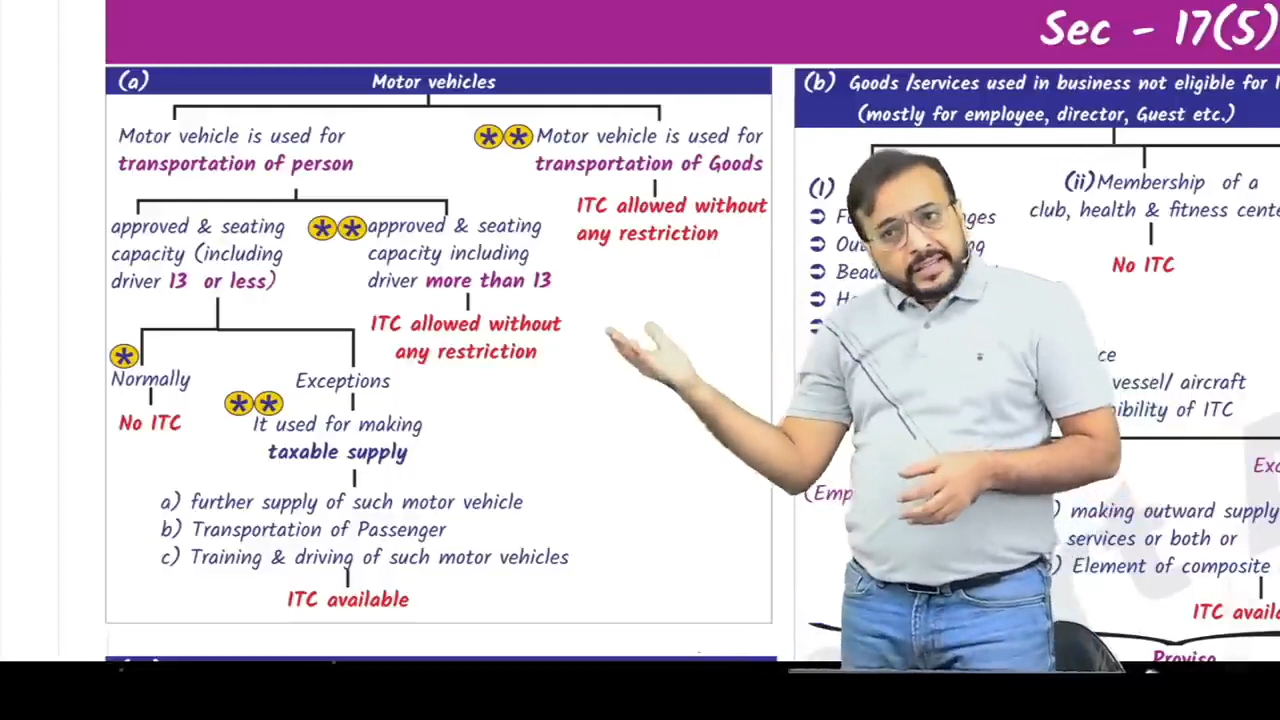 Sec - 17(5)
(a) Motor vehicles
Motor vehicle is used for
transportation of person
Motor vehicle is used for
transportation of Goods
ITC allowed without
any restriction
approved & seating
capacity (including
driver 13 or less)
approved & seating
capacity including
driver more than 13
ITC allowed without
any restriction
Normally
No ITC
Exceptions
It used for making
taxable supply
a) further supply of such motor vehicle
b) Transportation of Passenger
c) Training & driving of such motor vehicles
ITC available
(b) Goods /services used in business not eligible for
(mostly for employee, director, Guest etc.)
(I)
(ii) Membership of a
club, health & fitness
No ITC
vessel/ aircraft
of ITC
making outward supply
services or both or
Element of composite
ITC
Proviso